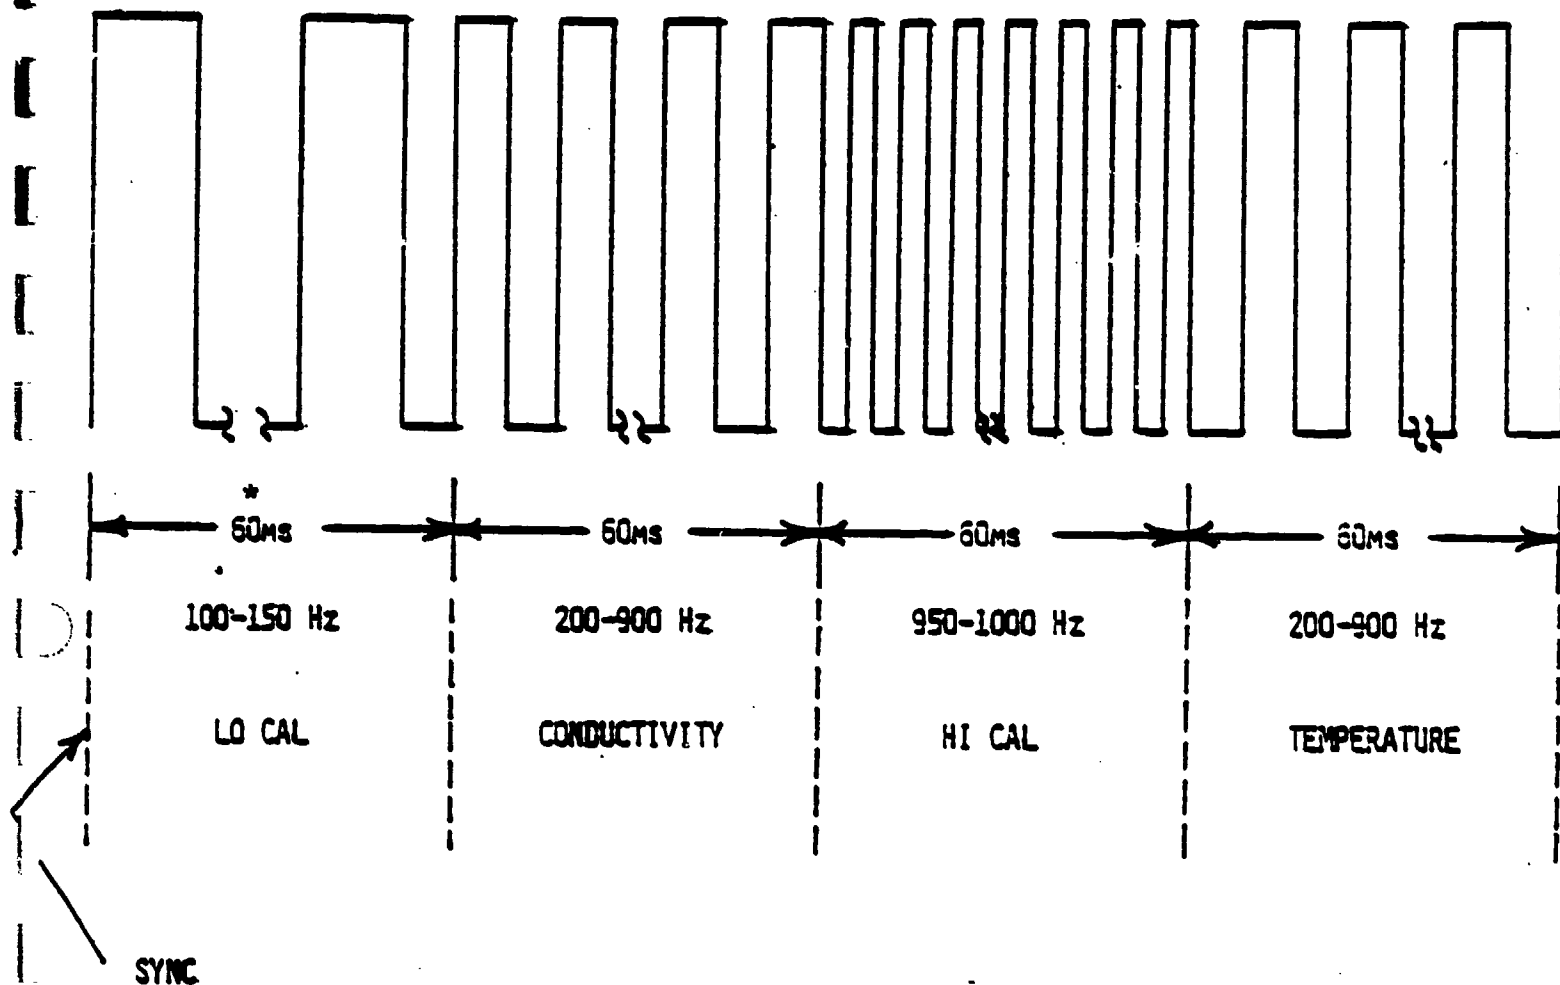 *
60MS 60MS 60MS 60MS
100-150 Hz 200-900 Hz 950-1000 Hz 200-900 Hz
LO CAL CONDUCTIVITY HI CAL TEMPERATURE
SYNC